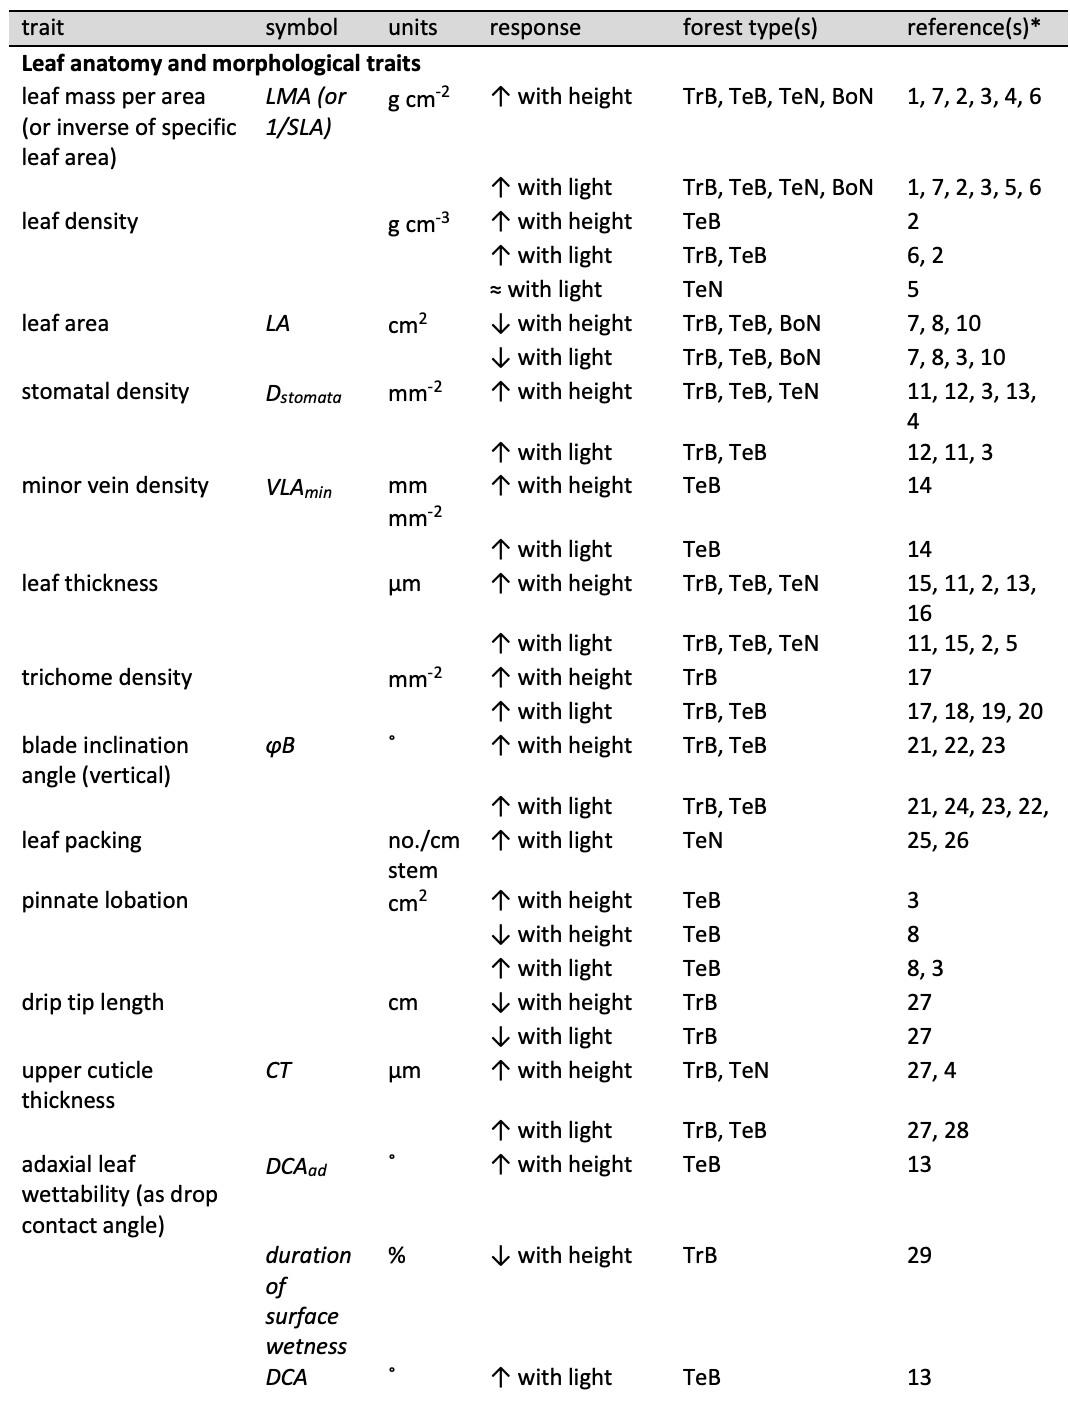 trait symbol units response forest type(s) reference(s)*
Leaf anatomy and morphological traits
leaf mass per area LMA (or g cm-2 ↑ with height TrB, TeB, TeN, BoN 1, 7, 2, 3, 4, 6
(or inverse of specific 1/SLA)
leaf area)
↑ with light TrB, TeB, TeN, BoN 1, 7, 2, 3, 5, 6
leaf density g cm-3 ↑ with height TeB 2
↑ with light TrB, TeB 6, 2
≈ with light TeN 5
leaf area LA cm2 ↓ with height TrB, TeB, BoN 7, 8, 10
↓ with light TrB, TeB, BoN 7, 8, 3, 10
stomatal density Dstomata mm-2 ↑ with height TrB, TeB, TeN 11, 12, 3, 13,
4
↑ with light TrB, TeB 12, 11, 3
minor vein density VLAmin mm ↑ with height TeB 14
mm-2
↑ with light TeB 14
leaf thickness μm ↑ with height TrB, TeB, TeN 15, 11, 2, 13,
16
↑ with light TrB, TeB, TeN 11, 15, 2, 5
trichome density mm-2 ↑ with height TrB 17
↑ with light TrB, TeB 17, 18, 19, 20
blade inclination φB ° ↑ with height TrB, TeB 21, 22, 23
angle (vertical)
↑ with light TrB, TeB 21, 24, 23, 22,
leaf packing no./cm ↑ with light TeN 25, 26
stem
pinnate lobation cm2 ↑ with height TeB 3
↓ with height TeB 8
↑ with light TeB 8, 3
drip tip length cm ↓ with height TrB 27
↓ with light TrB 27
upper cuticle CT μm ↑ with height TrB, TeN 27, 4
thickness
↑ with light TrB, TeB 27, 28
adaxial leaf DCAad ° ↑ with height TeB 13
wettability (as drop
contact angle)
duration % ↓ with height TrB 29
of
surface
wetness
DCA ° ↑ with light TeB 13